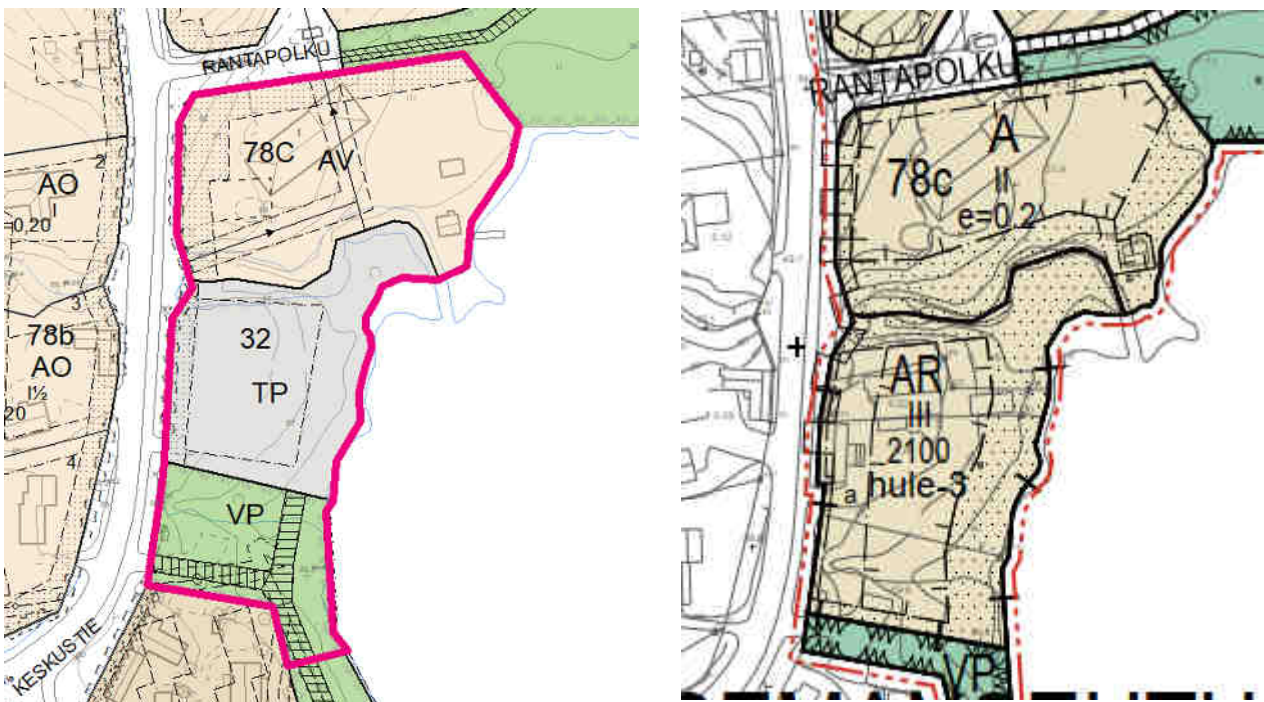 RANTAPOLKU
78C
AV
2
AO
I
0.20
3
78b
AO
I½
20
4
32
TP
VP
KESKUSTIE
RANTAPOLKU
A
78c
II
e=0.2
AR
III
2100
hule-3
a
VP